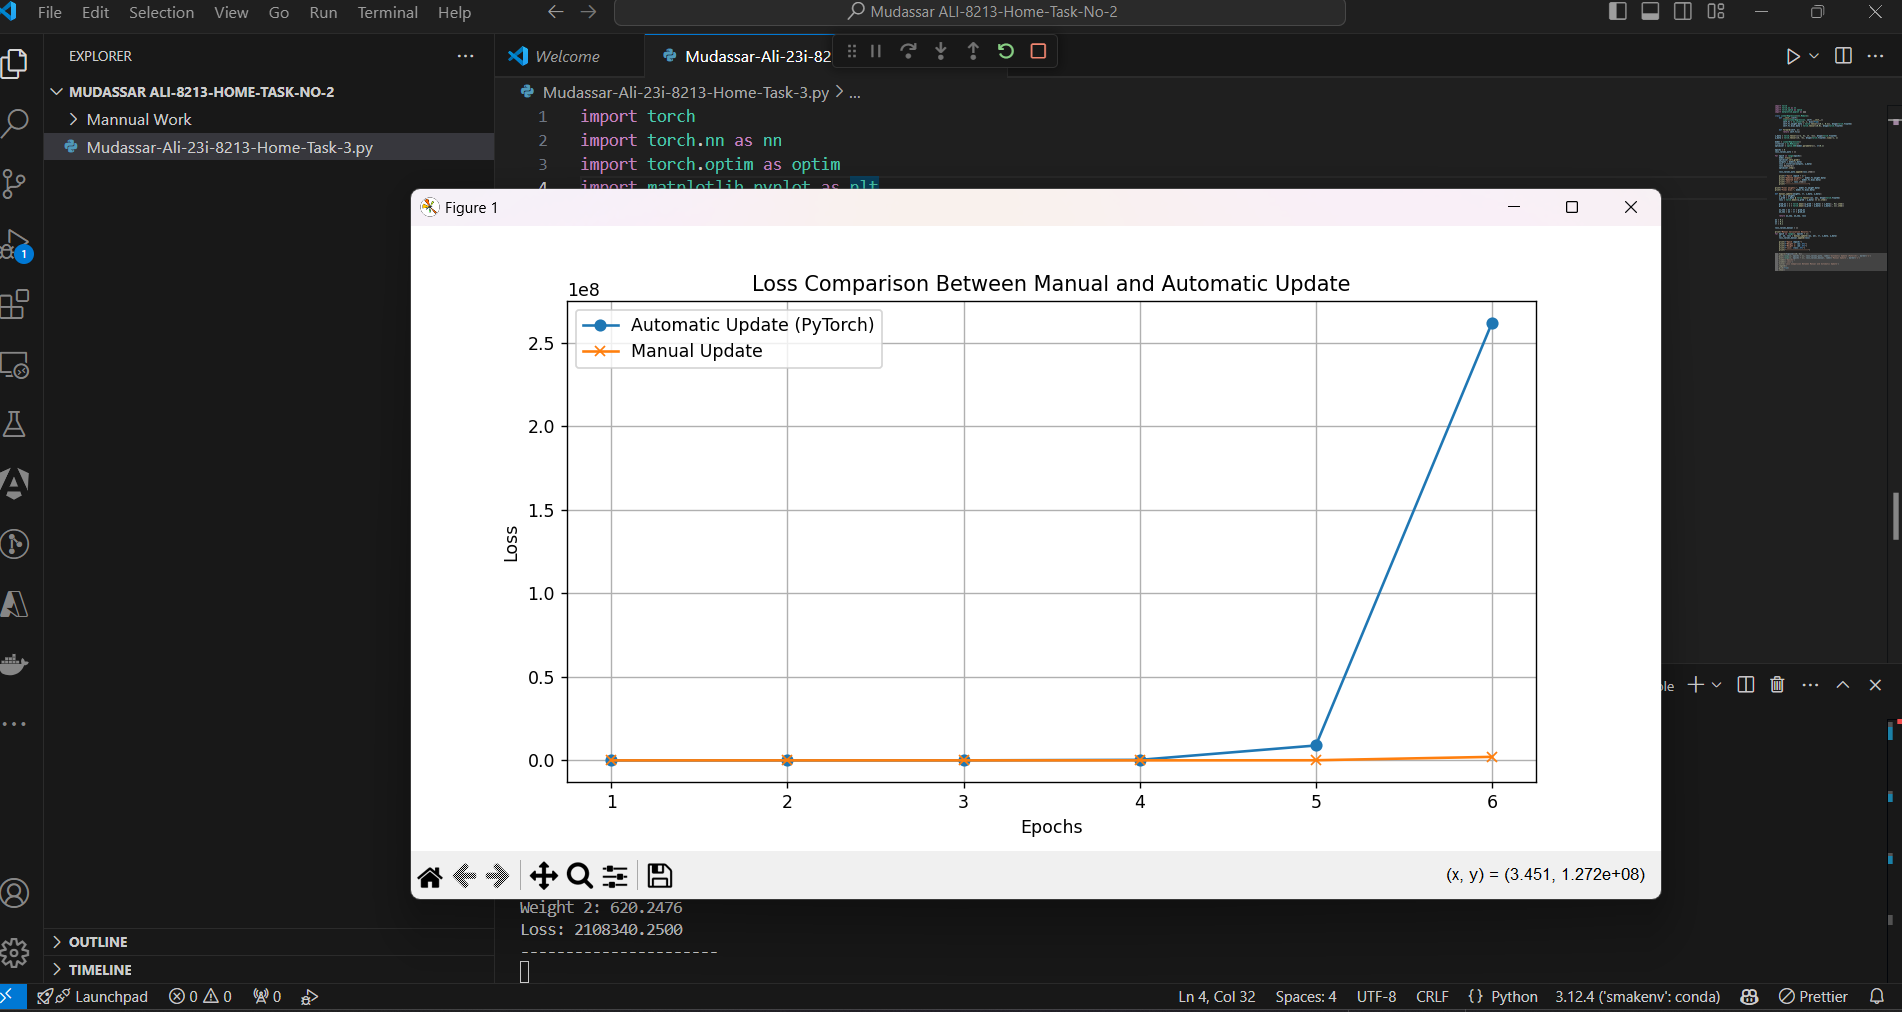 File Edit Selection View Go Run Terminal Help
Mudassar ALI-8213-Home-Task-No-2
EXPLORER
Welcome
Mudassar-Ali-23i-82
MUDASSAR ALI-8213-HOME-TASK-NO-2
Mannual Work
Mudassar-Ali-23i-8213-Home-Task-3.py
Mudassar-Ali-23i-8213-Home-Task-3.py > ...
1 import torch
2 import torch.nn as nn
3 import torch.optim as optim
4 import matplotlib.pyplot as plt
1
Figure 1
Loss Comparison Between Manual and Automatic Update
1e8
Automatic Update (PyTorch)
Manual Update
2.5
2.0
1.5
1.0
0.5
0.0
Loss
1 2 3 4 5 6
Epochs
(x, y) = (3.451, 1.272e+08)
Weight 2: 620.2476
Loss: 2108340.2500
----------------------
OUTLINE
TIMELINE
Launchpad 0 0 0
Ln 4, Col 32 Spaces: 4 UTF-8 CRLF {} Python 3.12.4 ('smakenv': conda) Prettier